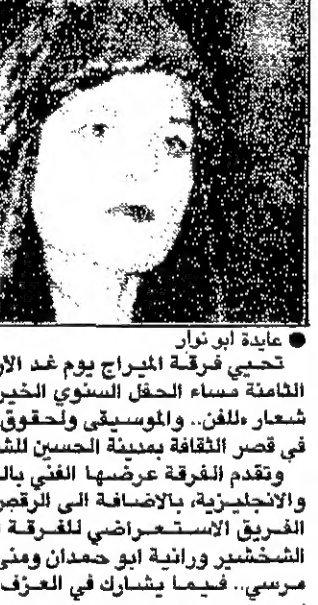 ● عايدة ابو نوار
تحيي فرقة الميراج يوم غد الار
الثامنة مساء الحفل السنوي الخير
شعار «للفن.. والموسيقى ولحقوق
في قصر الثقافة بمدينة الحسين للش
وتقدم الفرقة عرضها الفني بال
والانجليزية، بالاضافة الى الرقص
الفريق الاستعراضي للفرقة
الشخشير ورانية ابو حمدان ومنى
مرسي.. فيما يشارك في العزف